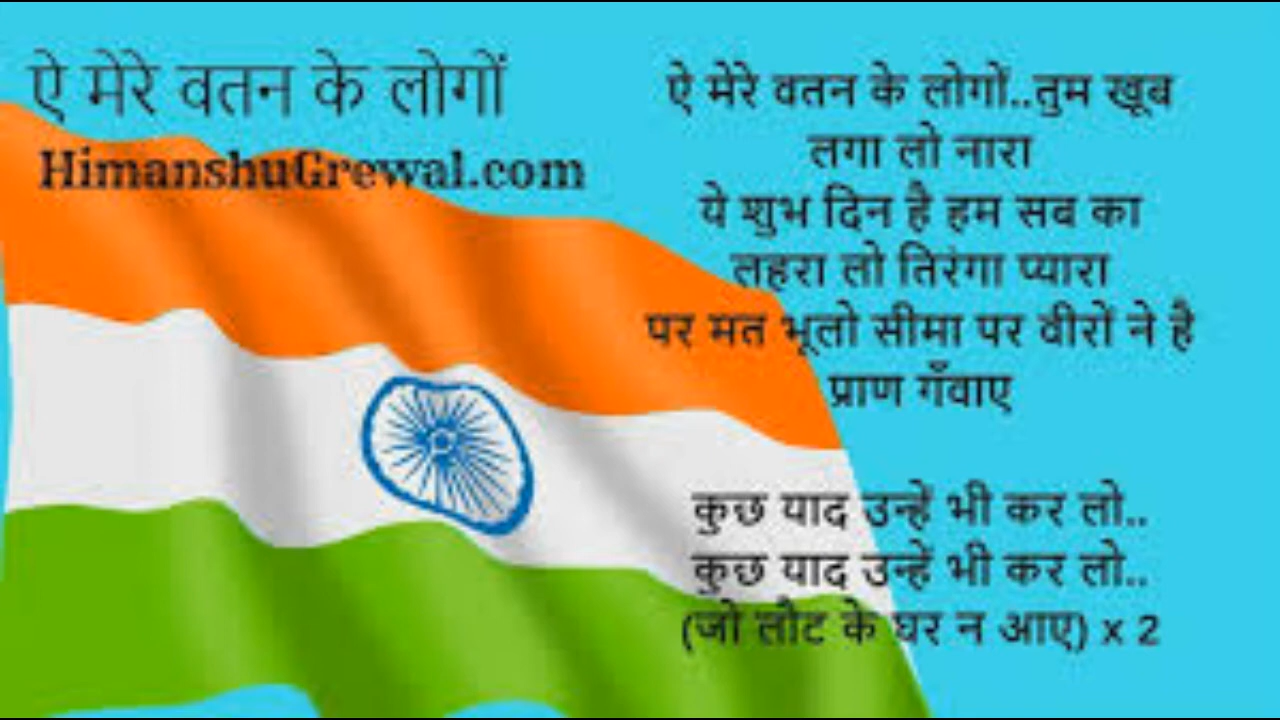 ऐ मेरे वतन के लोगों
HimanshuGrewal.com
ऐ मेरे वतन के लोगों..तुम खूब
लगा लो नारा
ये शुभ दिन है हम सब का
लहरा लो तिरंगा प्यारा
पर मत भूलो सीमा पर वीरों ने है
प्राण गँवाए
कुछ याद उन्हें भी कर लो..
कुछ याद उन्हें भी कर लो..
(जो लौट के घर न आए) x 2